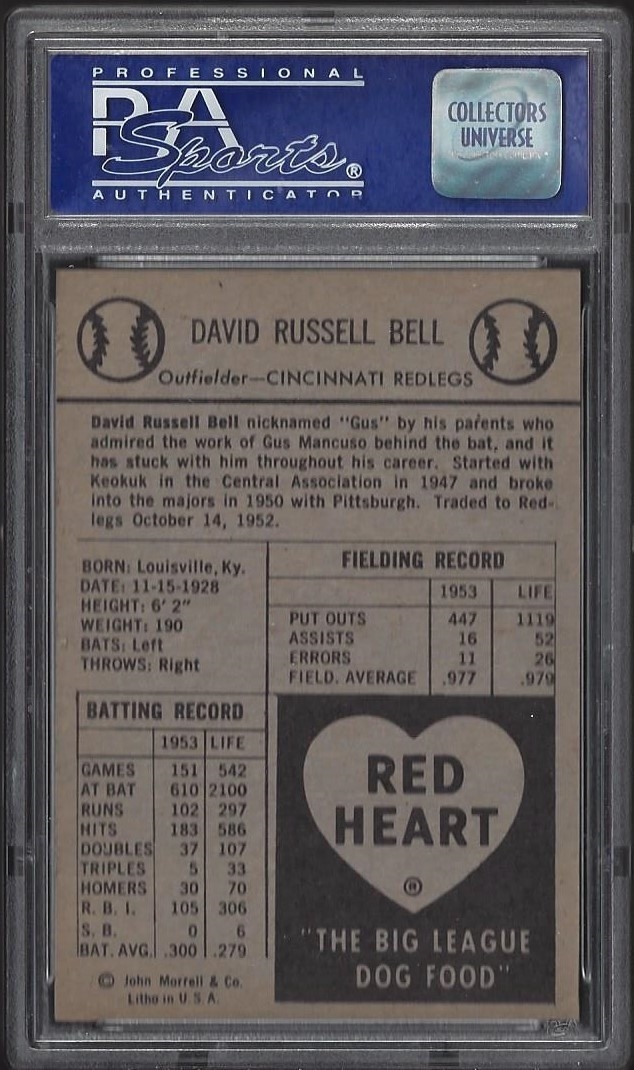 PROFESSIONAL
PSA
Sports®
AUTHENTICATOR
COLLECTORS
UNIVERSE
DAVID RUSSELL BELL
Outfielder—CINCINNATI REDLEGS
David Russell Bell nicknamed "Gus" by his parents who
admired the work of Gus Mancuso behind the bat, and it
has stuck with him throughout his career. Started with
Keokuk in the Central Association in 1947 and broke
into the majors in 1950 with Pittsburgh. Traded to Red-
legs October 14, 1952.
BORN: Louisville, Ky.
DATE: 11-15-1928
HEIGHT: 6' 2"
WEIGHT: 190
BATS: Left
THROWS: Right
FIELDING RECORD
1953 LIFE
PUT OUTS 447 1119
ASSISTS 16 52
ERRORS 11 26
FIELD. AVERAGE .977 .979
BATTING RECORD
1953 LIFE
GAMES 151 542
AT BAT 610 2100
RUNS 102 297
HITS 183 586
DOUBLES 37 107
TRIPLES 5 33
HOMERS 30 70
R. B. I. 105 306
S. B. 0 6
BAT. AVG. .300 .279
© John Morrell & Co.
Litho in U.S.A.
RED
HEART
®
"THE BIG LEAGUE
DOG FOOD"